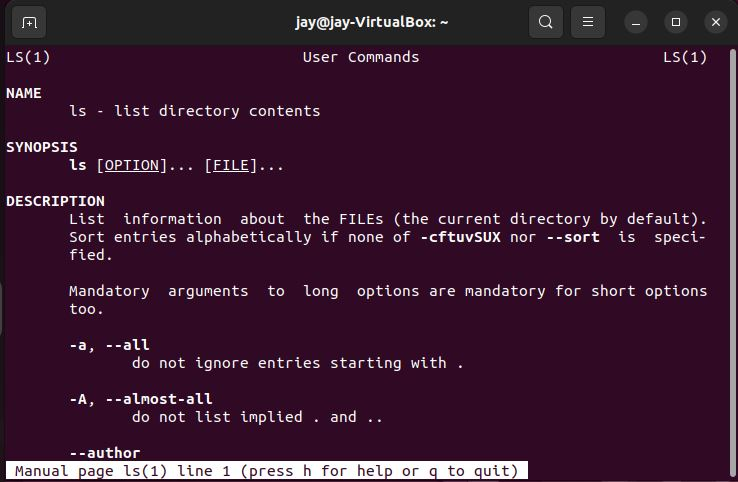 jay@jay-VirtualBox: ~
LS(1) User Commands LS(1)
NAME
ls - list directory contents
SYNOPSIS
ls [OPTION]... [FILE]...
DESCRIPTION
List information about the FILEs (the current directory by default).
Sort entries alphabetically if none of -cftuvSUX nor --sort is speci-
fied.
Mandatory arguments to long options are mandatory for short options
too.
-a, --all
do not ignore entries starting with .
-A, --almost-all
do not list implied . and ..
--author
Manual page ls(1) line 1 (press h for help or q to quit)